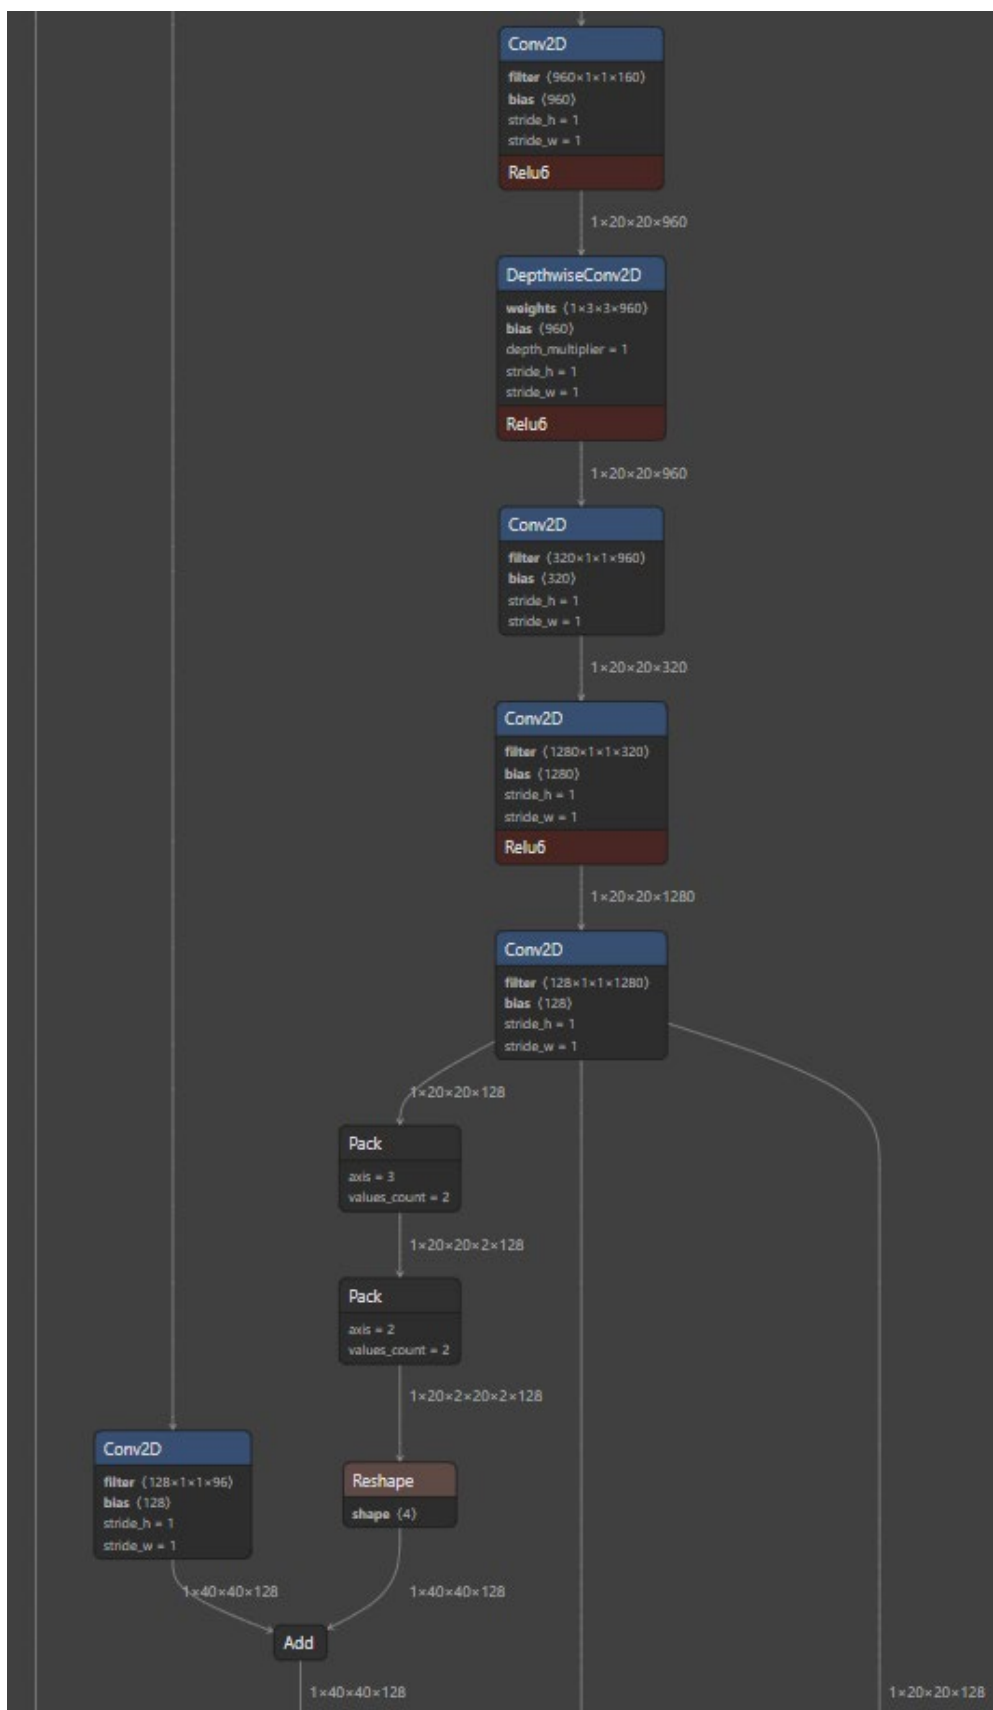 Conv2D
filter ⟨960×1×1×160⟩
bias ⟨960⟩
stride_h = 1
stride_w = 1
Relu6
1×20×20×960
DepthwiseConv2D
weights ⟨1×3×3×960⟩
bias ⟨960⟩
depth_multiplier = 1
stride_h = 1
stride_w = 1
Relu6
1×20×20×960
Conv2D
filter ⟨320×1×1×960⟩
bias ⟨320⟩
stride_h = 1
stride_w = 1
1×20×20×320
Conv2D
filter ⟨1280×1×1×320⟩
bias ⟨1280⟩
stride_h = 1
stride_w = 1
Relu6
1×20×20×1280
Conv2D
filter ⟨128×1×1×1280⟩
bias ⟨128⟩
stride_h = 1
stride_w = 1
1×20×20×128
Pack
axis = 3
values_count = 2
1×20×20×2×128
Pack
axis = 2
values_count = 2
1×20×2×20×2×128
Conv2D
filter ⟨128×1×1×96⟩
bias ⟨128⟩
stride_h = 1
stride_w = 1
Reshape
shape ⟨4⟩
1×40×40×128
1×40×40×128
Add
1×40×40×128
1×20×20×128